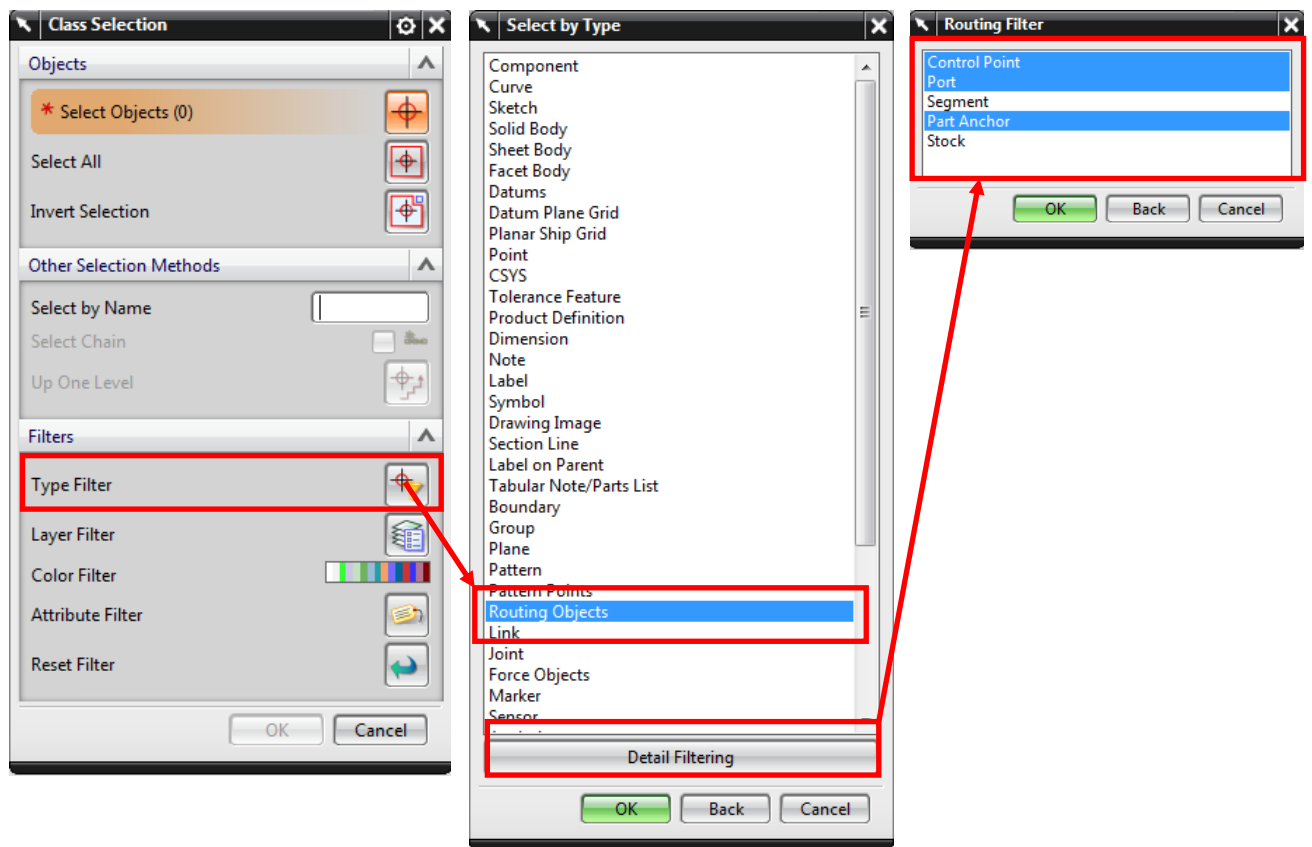 Class Selection
Objects
* Select Objects (0)
Select All
Invert Selection
Other Selection Methods
Select by Name
Select Chain
Up One Level
Filters
Type Filter
Layer Filter
Color Filter
Attribute Filter
Reset Filter
OK Cancel
Select by Type
Component
Curve
Sketch
Solid Body
Sheet Body
Facet Body
Datums
Datum Plane Grid
Planar Ship Grid
Point
CSYS
Tolerance Feature
Product Definition
Dimension
Note
Label
Symbol
Drawing Image
Section Line
Label on Parent
Tabular Note/Parts List
Boundary
Group
Plane
Pattern
Pattern Points
Routing Objects
Link
Joint
Force Objects
Marker
Sensor
Detail Filtering
OK Back Cancel
Routing Filter
Control Point
Port
Segment
Part Anchor
Stock
OK Back Cancel